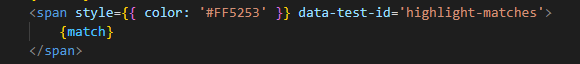 <span style={{ color: '#FF5253' }} data-test-id='highlight-matches'>
{match}
</span>